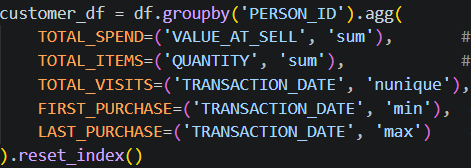 customer_df = df.groupby('PERSON_ID').agg(
    TOTAL_SPEND=('VALUE_AT_SELL', 'sum'),       #
    TOTAL_ITEMS=('QUANTITY', 'sum'),            #
    TOTAL_VISITS=('TRANSACTION_DATE', 'nunique'),
    FIRST_PURCHASE=('TRANSACTION_DATE', 'min'),
    LAST_PURCHASE=('TRANSACTION_DATE', 'max')
).reset_index()